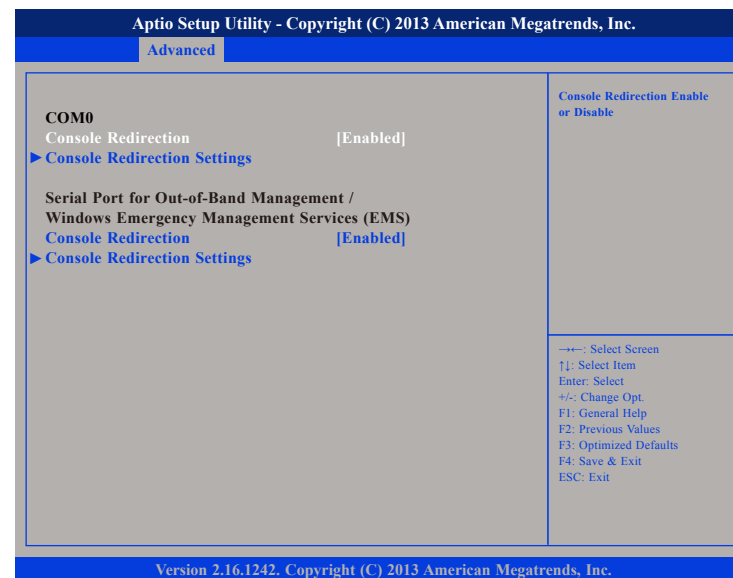 Aptio Setup Utility - Copyright (C) 2013 American Megatrends, Inc.
Advanced
COM0
Console Redirection [Enabled]
►Console Redirection Settings
Serial Port for Out-of-Band Management /
Windows Emergency Management Services (EMS)
Console Redirection [Enabled]
►Console Redirection Settings
Console Redirection Enable
or Disable
→←: Select Screen
↑↓: Select Item
Enter: Select
+/-: Change Opt.
F1: General Help
F2: Previous Values
F3: Optimized Defaults
F4: Save & Exit
ESC: Exit
Version 2.16.1242. Copyright (C) 2013 American Megatrends, Inc.